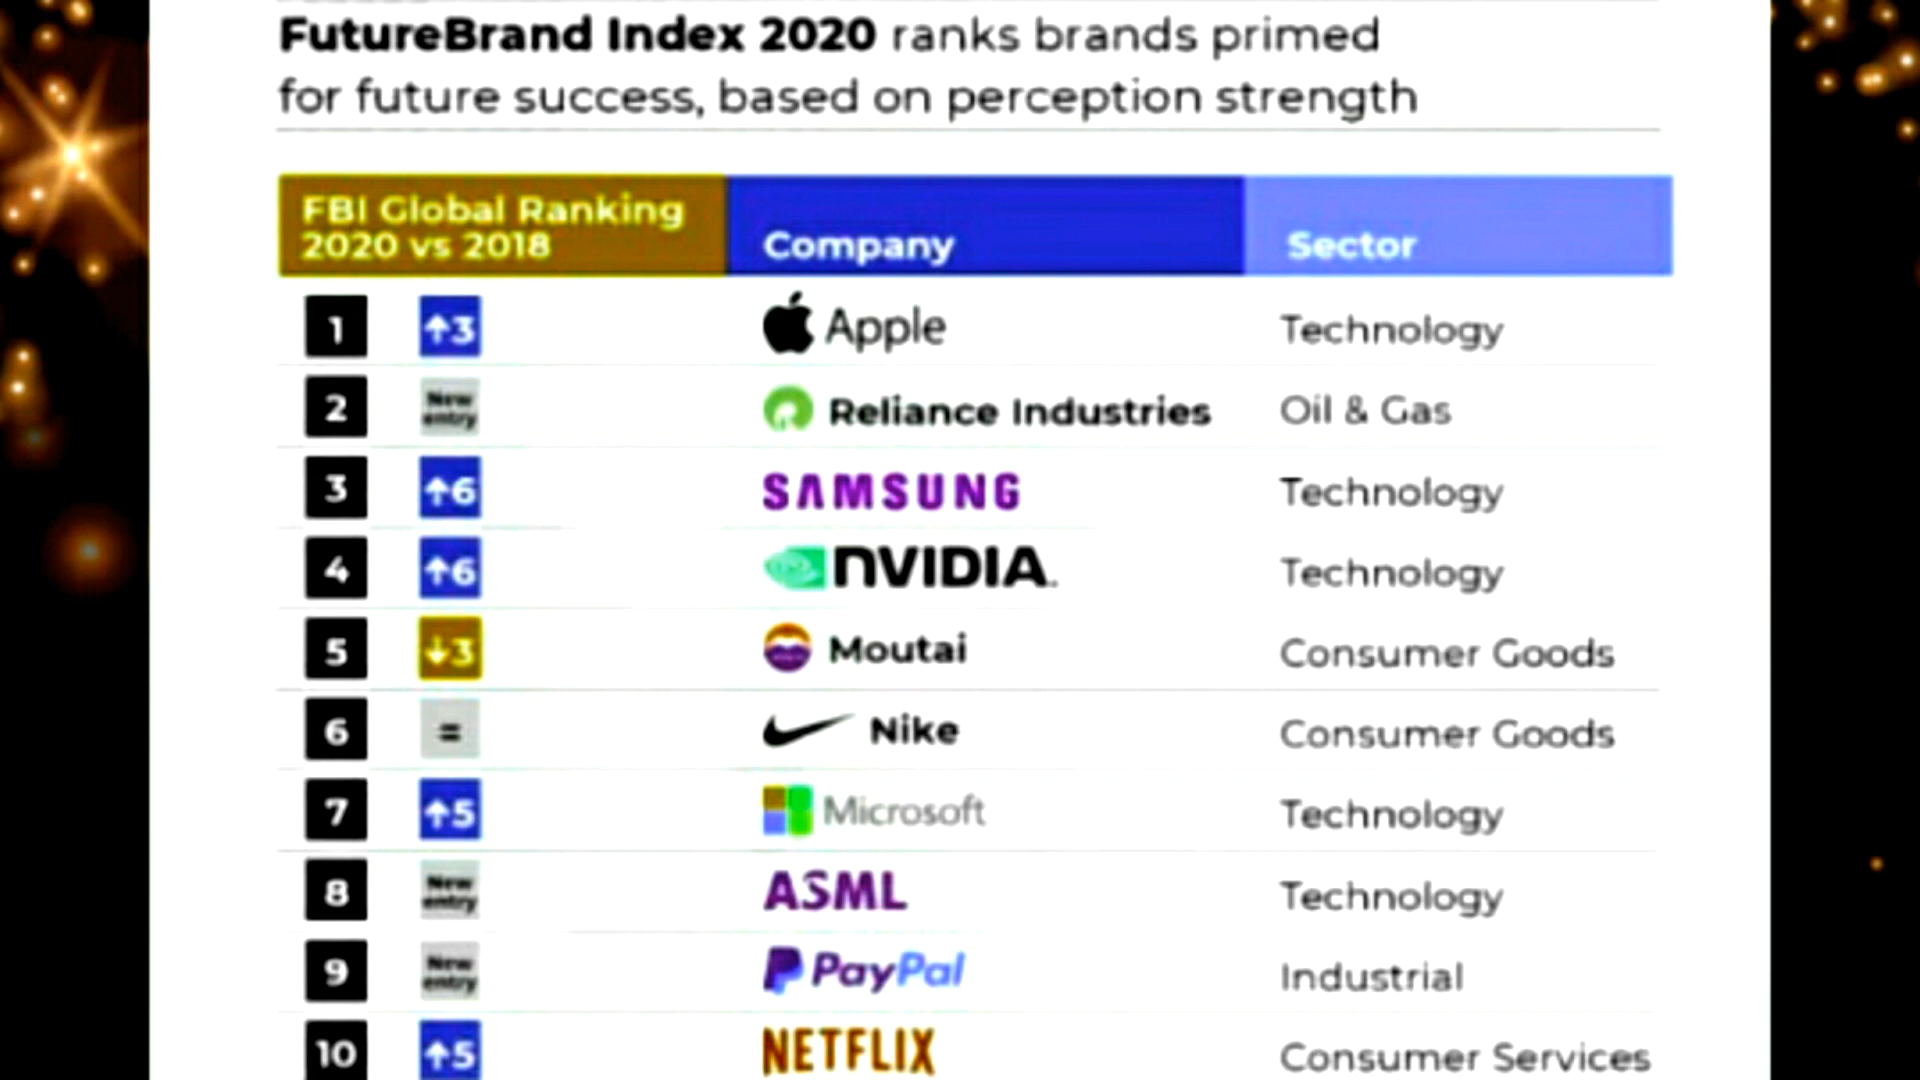 FutureBrand Index 2020 ranks brands primed
for future success, based on perception strength
FBI Global Ranking
2020 vs 2018
Company
Sector
1 ↑3 Apple Technology
2 New entry Reliance Industries Oil & Gas
3 ↑6 SAMSUNG Technology
4 ↑6 NVIDIA. Technology
5 ↓3 Moutai Consumer Goods
6 = Nike Consumer Goods
7 ↑5 Microsoft Technology
8 New entry ASML Technology
9 New entry PayPal Industrial
10 ↑5 NETFLIX Consumer Services